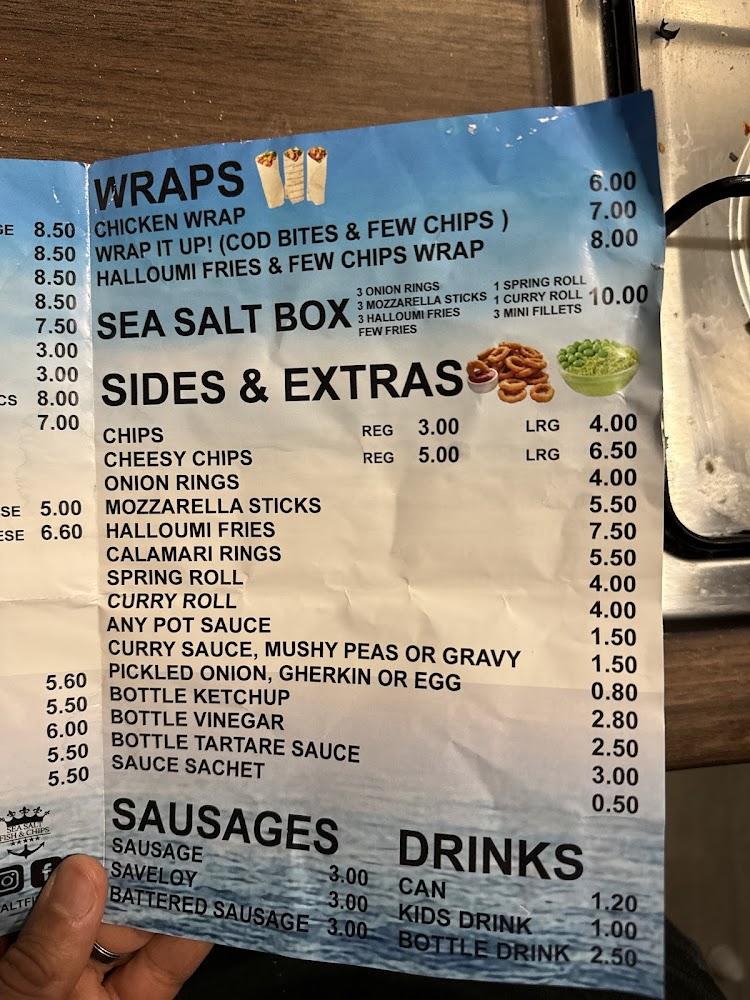 GE 8.50
8.50
8.50
8.50
7.50
3.00
3.00
CS 8.00
7.00
SE 5.00
ESE 6.60
5.60
5.50
6.00
5.50
5.50
SEA SALT
FISH & CHIPS
ALTFI
WRAPS
CHICKEN WRAP 6.00
WRAP IT UP! (COD BITES & FEW CHIPS ) 7.00
HALLOUMI FRIES & FEW CHIPS WRAP 8.00
SEA SALT BOX 10.00
3 ONION RINGS
3 MOZZARELLA STICKS
3 HALLOUMI FRIES
FEW FRIES
1 SPRING ROLL
1 CURRY ROLL
3 MINI FILLETS
SIDES & EXTRAS
CHIPS REG 3.00 LRG 4.00
CHEESY CHIPS REG 5.00 LRG 6.50
ONION RINGS 4.00
MOZZARELLA STICKS 5.50
HALLOUMI FRIES 7.50
CALAMARI RINGS 5.50
SPRING ROLL 4.00
CURRY ROLL 4.00
ANY POT SAUCE 1.50
CURRY SAUCE, MUSHY PEAS OR GRAVY 1.50
PICKLED ONION, GHERKIN OR EGG 0.80
BOTTLE KETCHUP 2.80
BOTTLE VINEGAR 2.50
BOTTLE TARTARE SAUCE 3.00
SAUCE SACHET 0.50
SAUSAGES
SAUSAGE 3.00
SAVELOY 3.00
BATTERED SAUSAGE 3.00
DRINKS
CAN 1.20
KIDS DRINK 1.00
BOTTLE DRINK 2.50